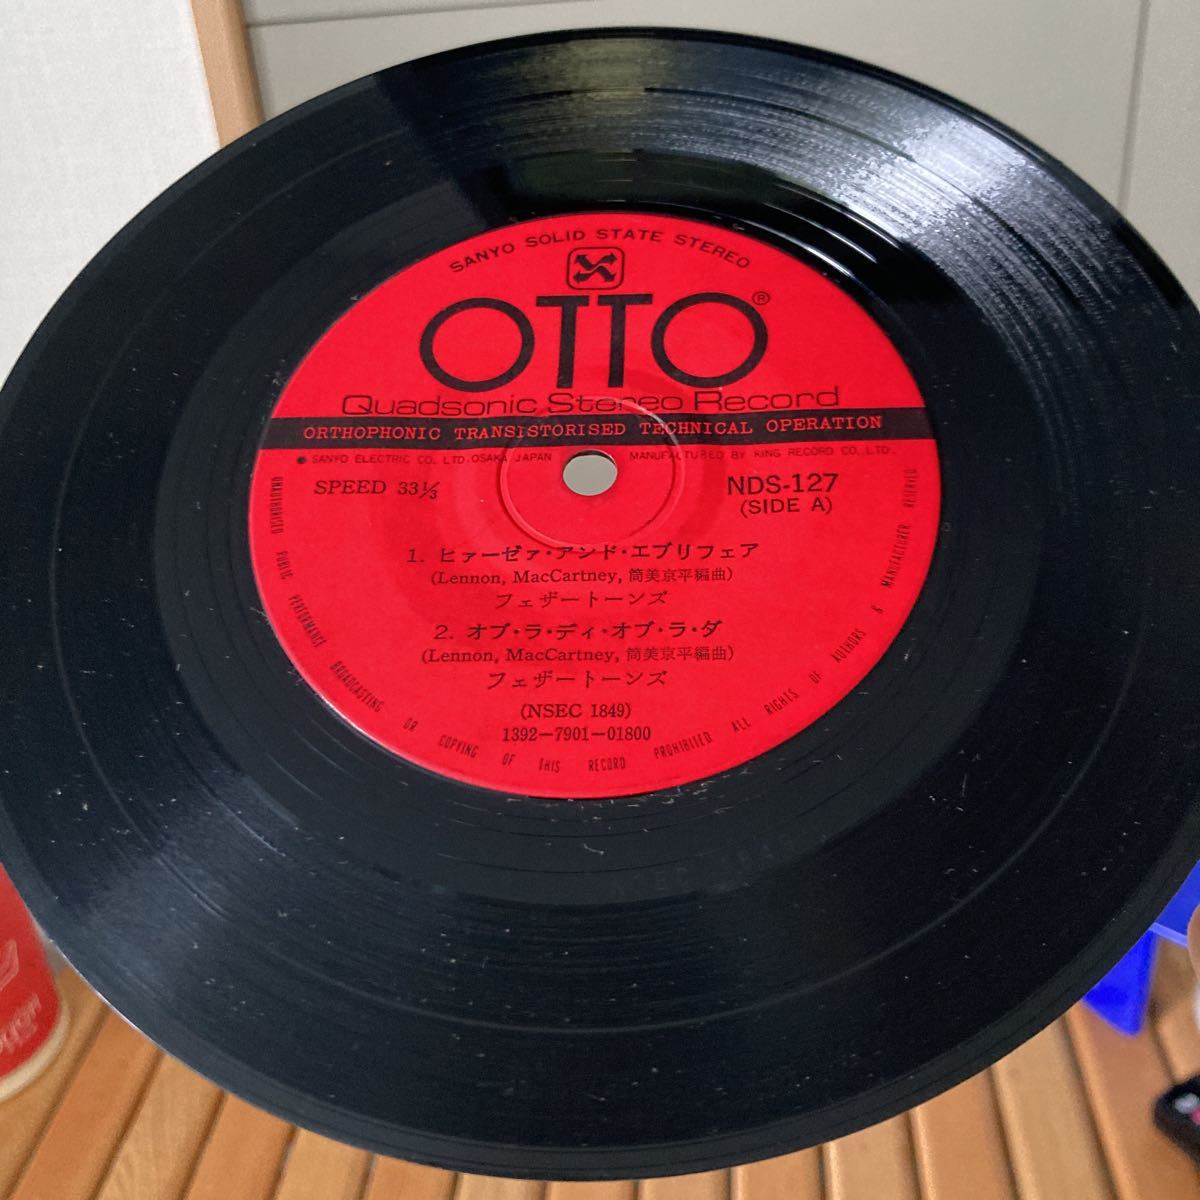 SANYO SOLID STATE STEREO
OTTO®
Quadsonic Stereo Record
ORTHOPHONIC TRANSISTORISED TECHNICAL OPERATION
SANYO ELECTRIC CO., LTD. OSAKA JAPAN MANUFACTURED BY KING RECORD CO., LTD.
SPEED 33⅓
NDS-127
(SIDE A)
1. ヒァーゼァ・アンド・エブリフェア
(Lennon, MacCartney, 筒美京平編曲)
フェザートーンズ
2. オブ・ラ・ディ・オブ・ラ・ダ
(Lennon, MacCartney, 筒美京平編曲)
フェザートーンズ
(NSEC 1849)
1392-7901-01800
UNAUTHORISED PUBLIC PERFORMANCE BROADCASTING OR COPYING OF THIS RECORD PROHIBITED ALL RIGHTS OF AUTHORS & MANUFACTURER RESERVED